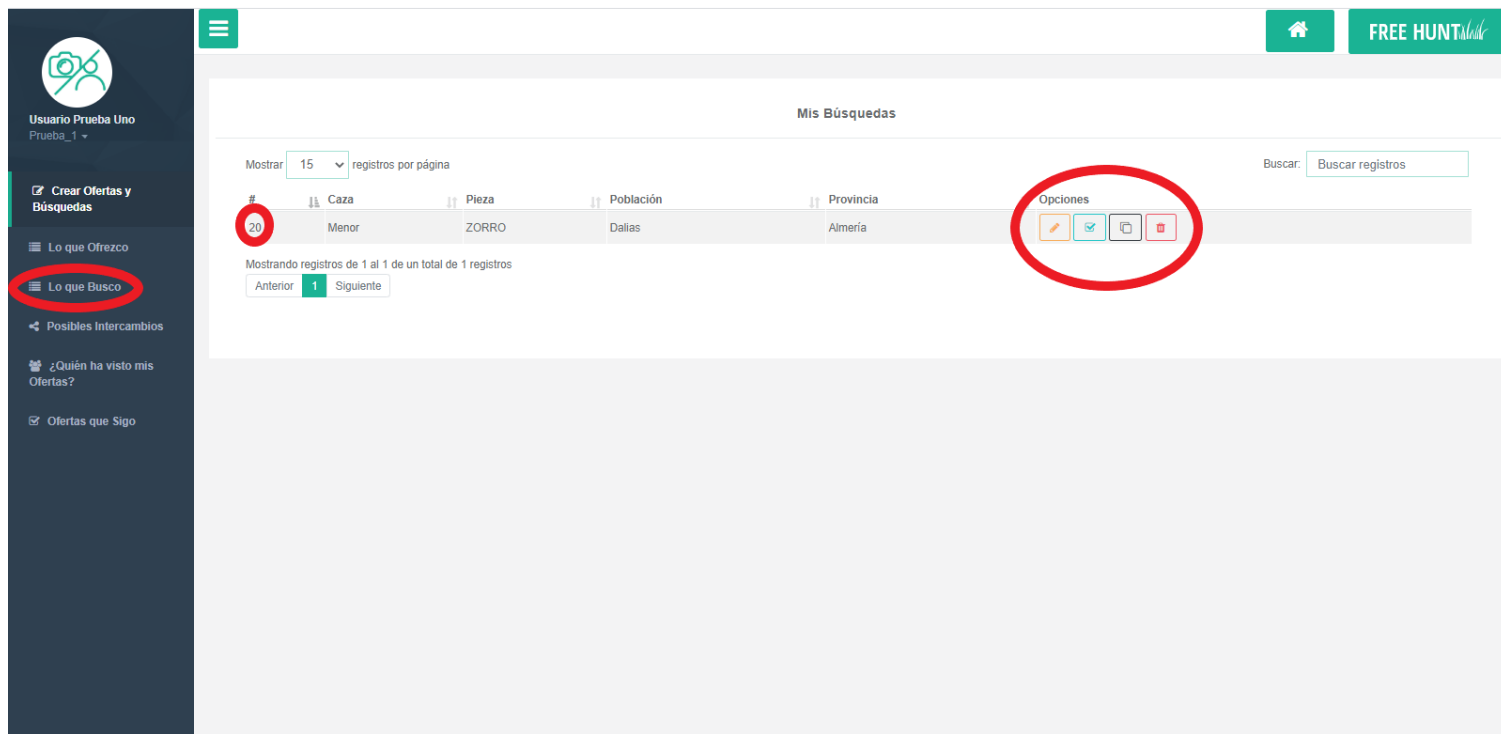 FREE HUNT
Usuario Prueba Uno
Prueba_1
Crear Ofertas y
Búsquedas
Lo que Ofrezco
Lo que Busco
Posibles Intercambios
¿Quién ha visto mis
Ofertas?
Ofertas que Sigo
Mis Búsquedas
Mostrar 15 registros por página
Buscar: Buscar registros
# Caza Pieza Población Provincia Opciones
20 Menor ZORRO Dalias Almería
Mostrando registros de 1 al 1 de un total de 1 registros
Anterior 1 Siguiente